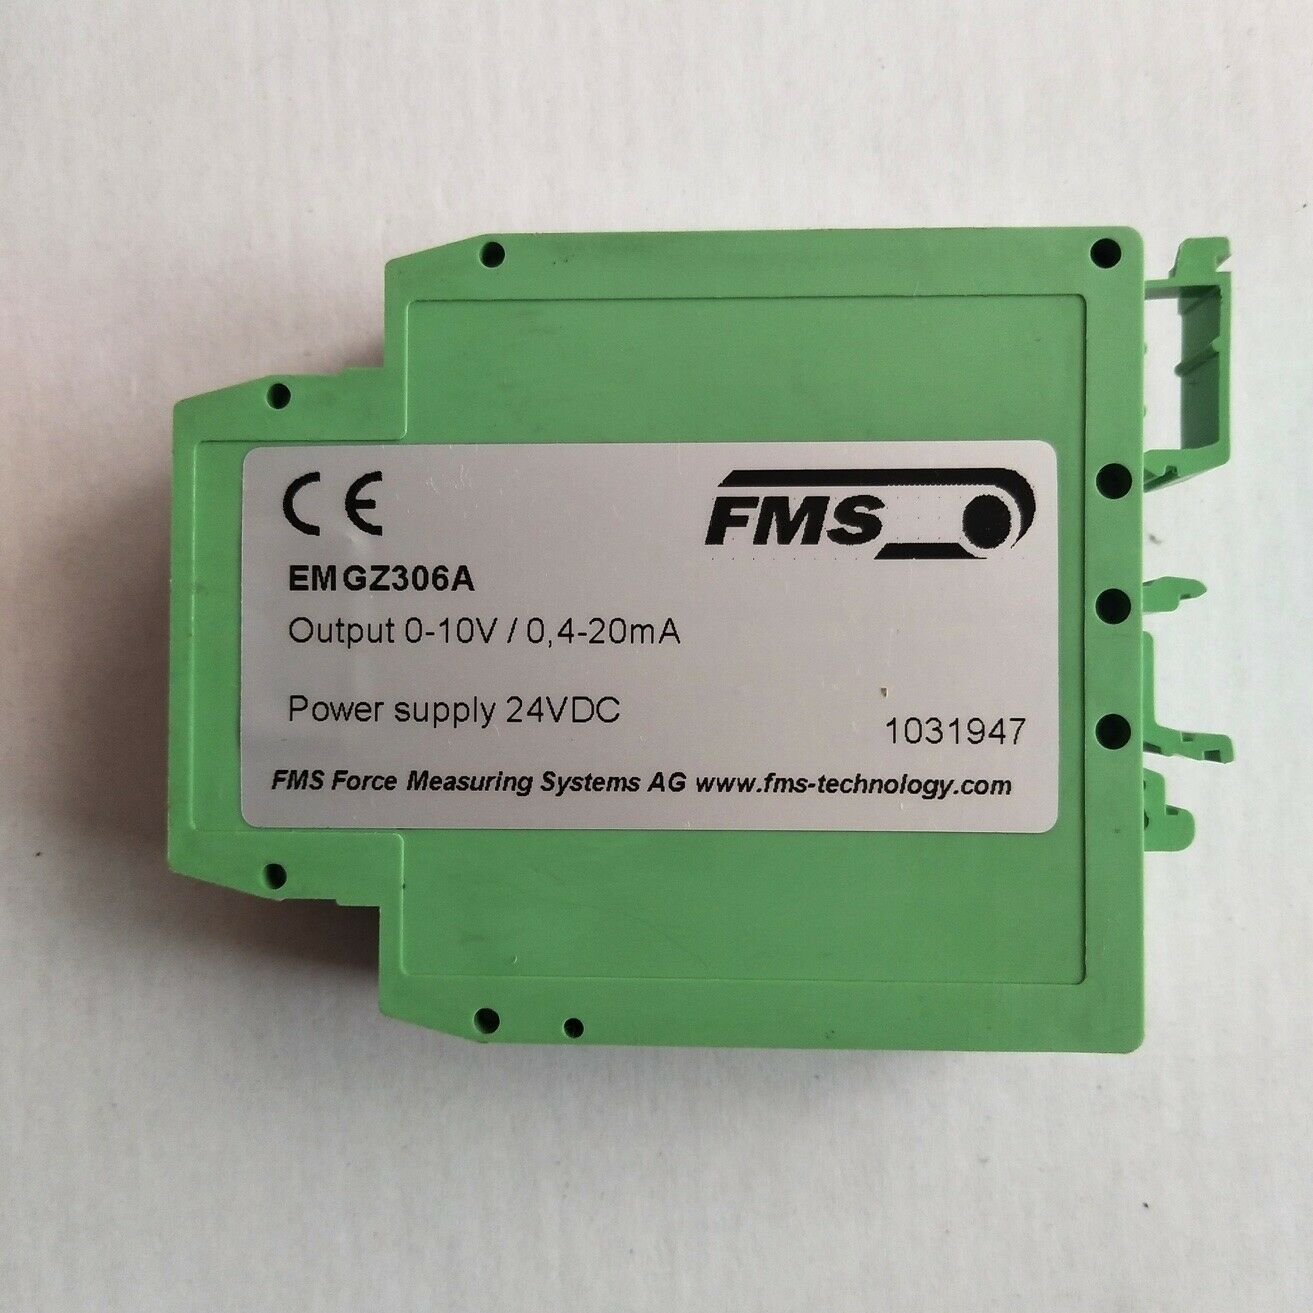 CE
FMS
EMGZ306A
Output 0-10V / 0,4-20mA
Power supply 24VDC
1031947
FMS Force Measuring Systems AG www.fms-technology.com